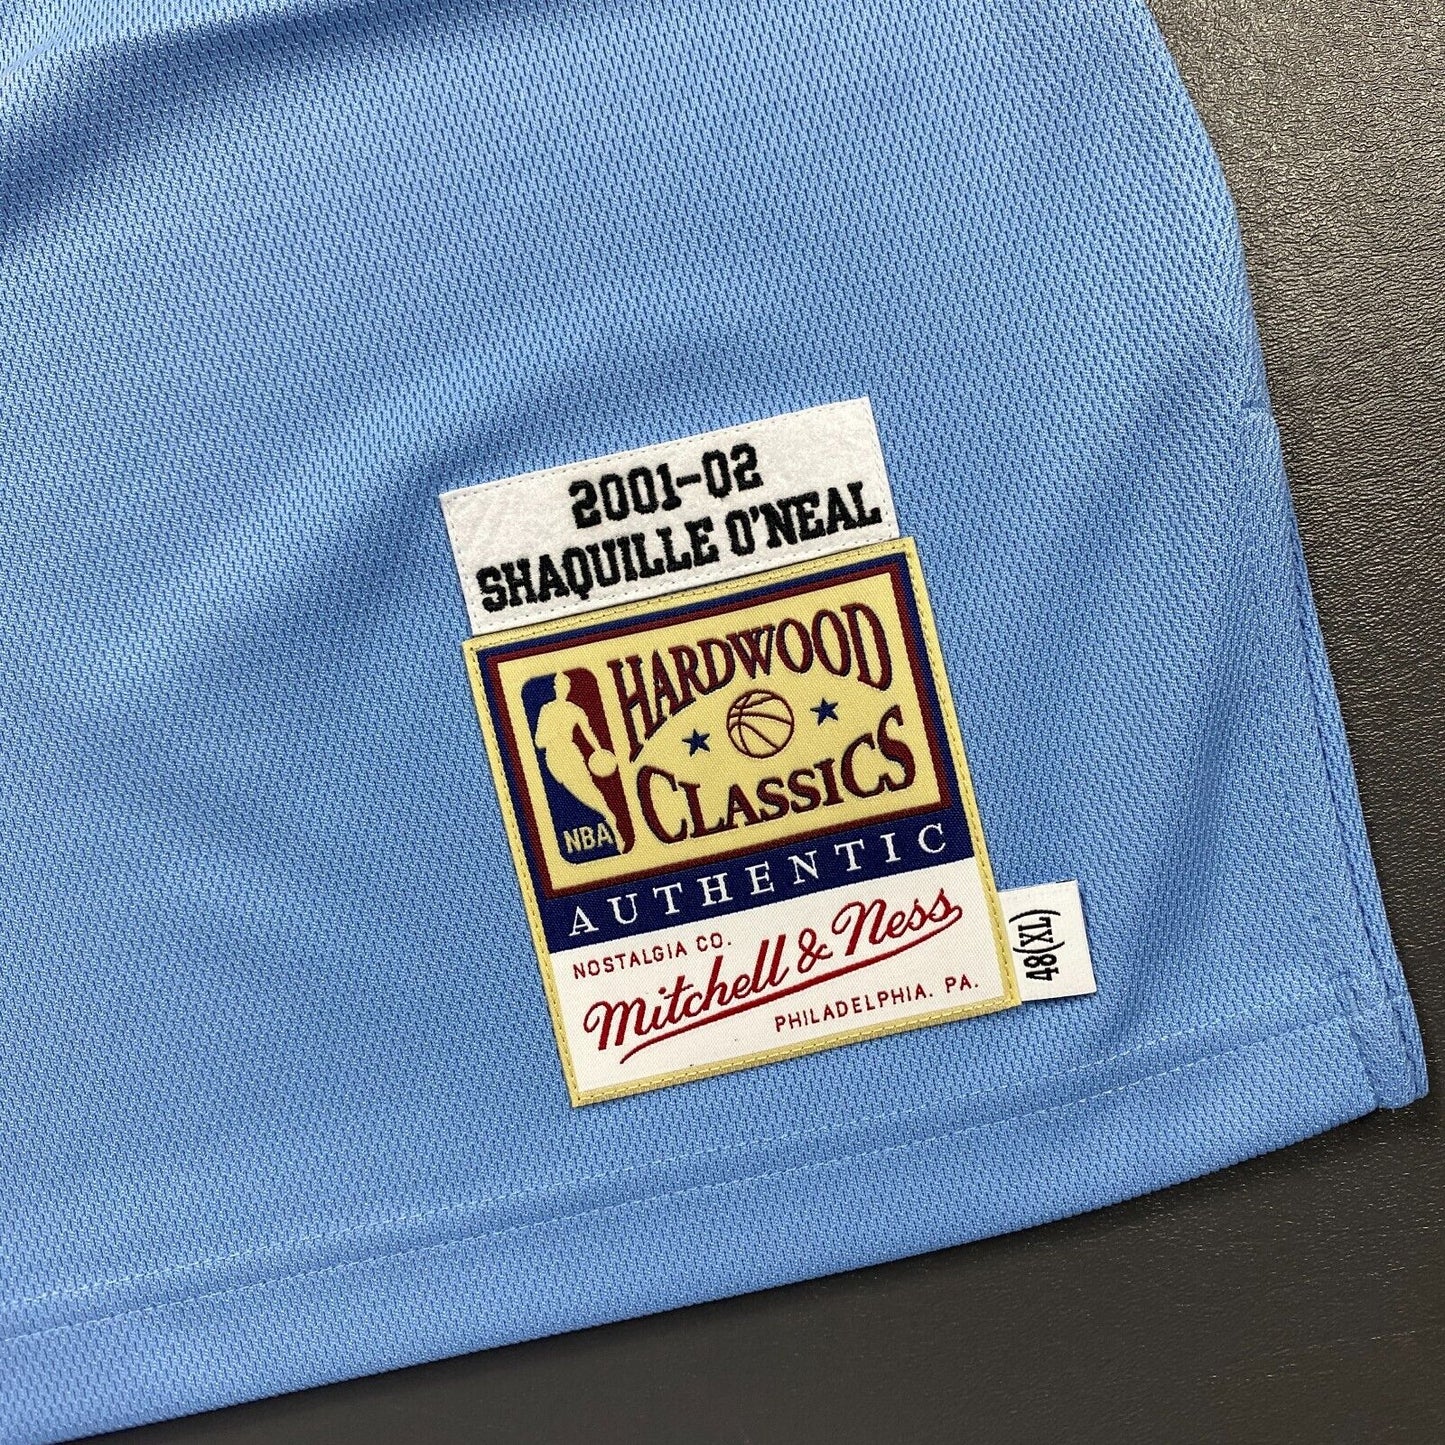 2001-02
SHAQUILLE O'NEAL
HARDWOOD
CLASSICS
NBA
AUTHENTIC
NOSTALGIA CO.
Mitchell & Ness
PHILADELPHIA. PA.
48(XL)